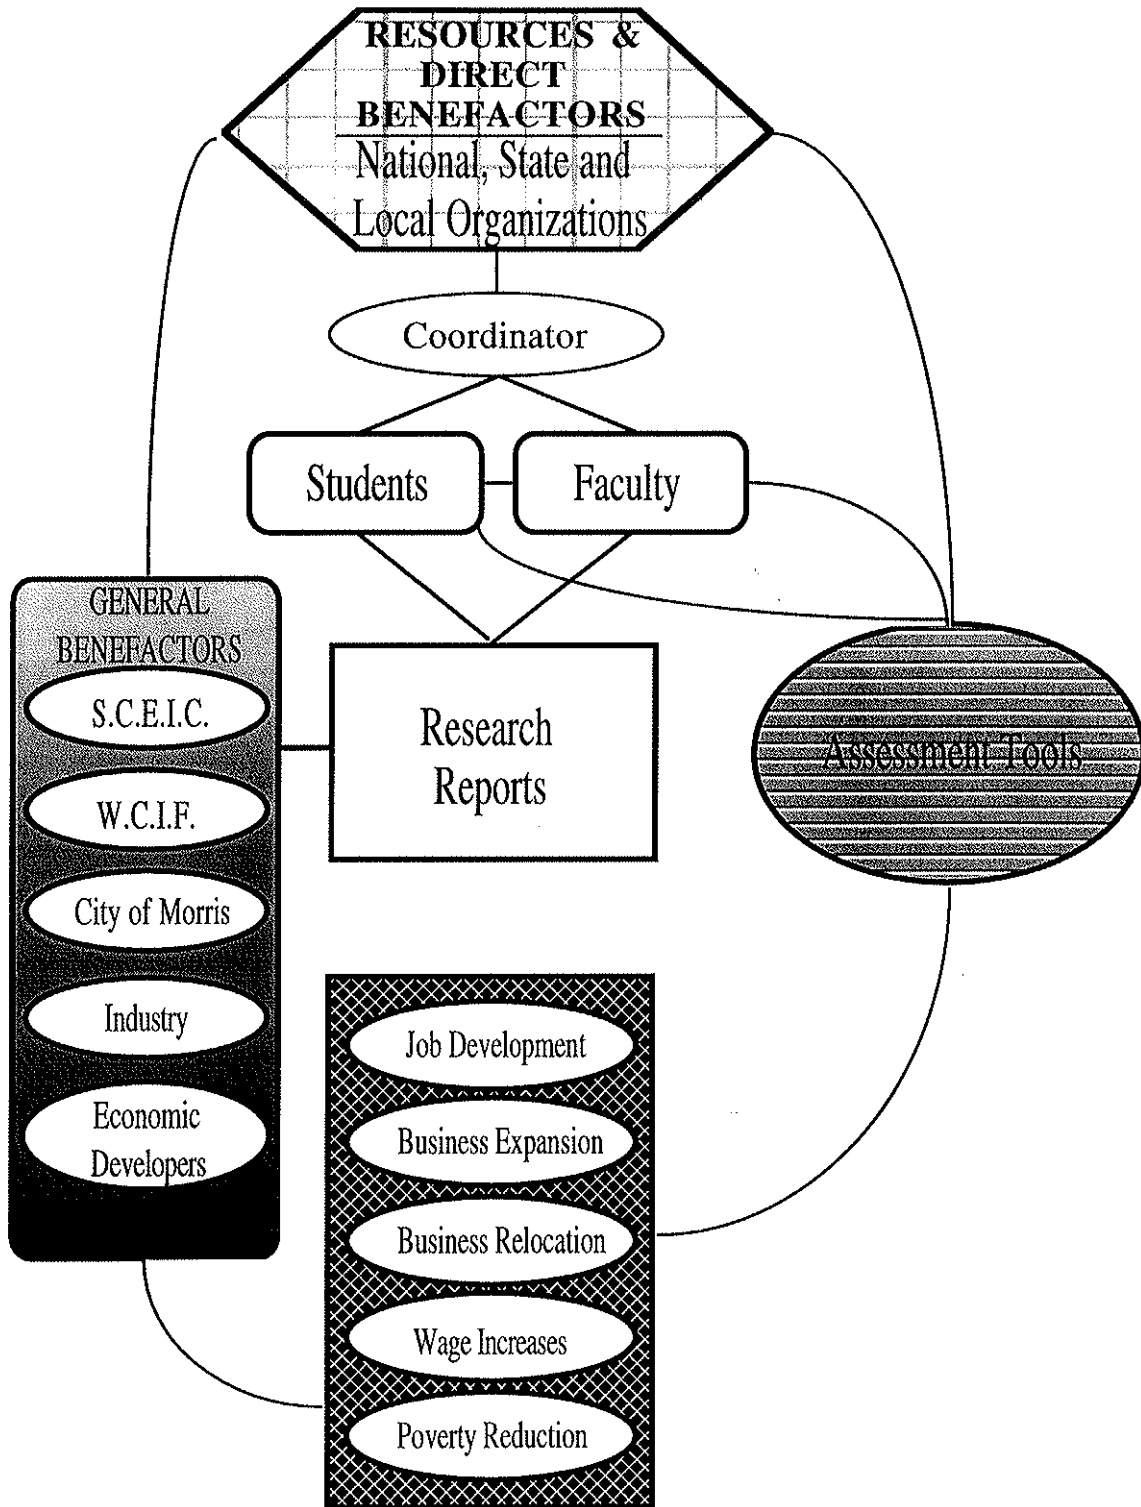 RESOURCES &
DIRECT
BENEFACTORS
National, State and
Local Organizations
Coordinator
Students
Faculty
GENERAL
BENEFACTORS
S.C.E.I.C.
W.C.I.F.
City of Morris
Industry
Economic
Developers
Research
Reports
Assessment Tools
Job Development
Business Expansion
Business Relocation
Wage Increases
Poverty Reduction